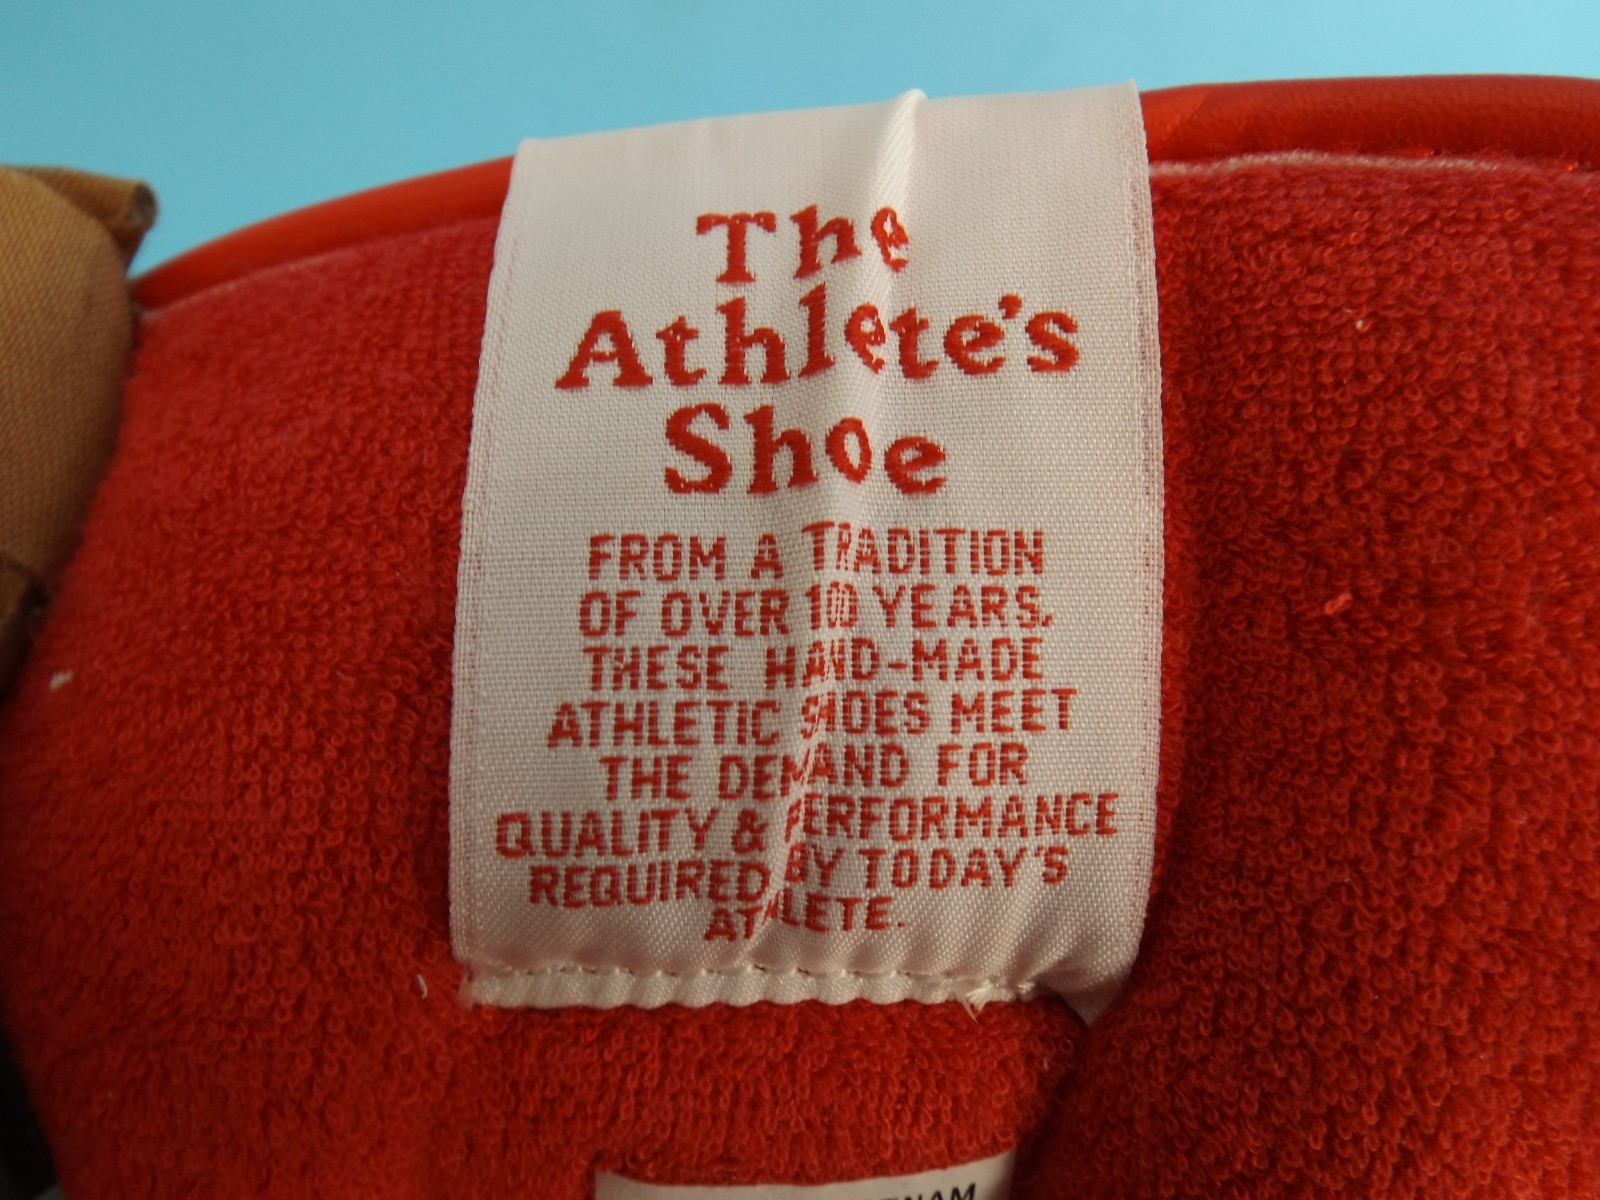 The
Athlete's
Shoe
FROM A TRADITION
OF OVER 100 YEARS,
THESE HAND-MADE
ATHLETIC SHOES MEET
THE DEMAND FOR
QUALITY & PERFORMANCE
REQUIRED BY TODAY'S
ATHLETE.